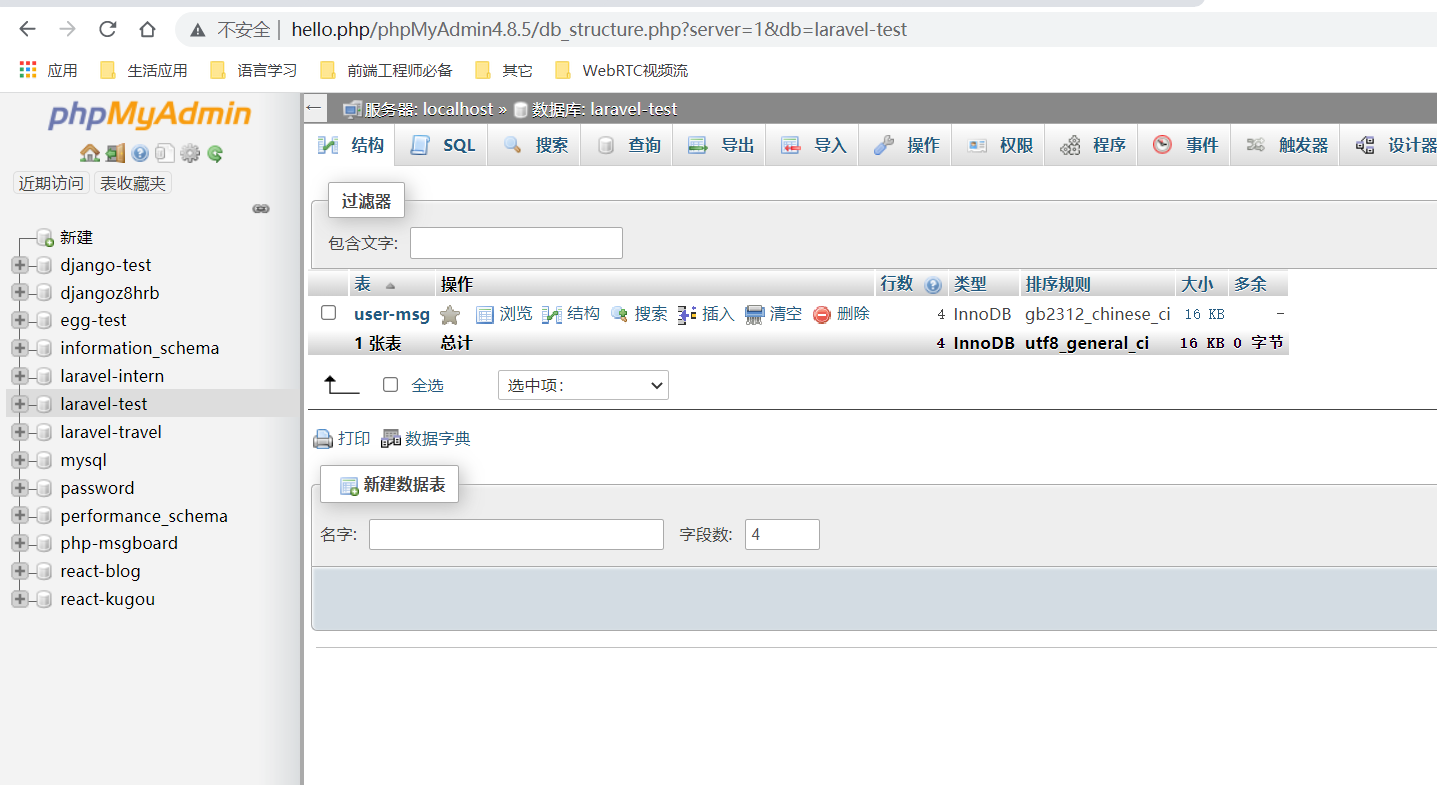 不安全 | hello.php/phpMyAdmin4.8.5/db_structure.php?server=1&db=laravel-test
应用 生活应用 语言学习 前端工程师必备 其它 WebRTC视频流
phpMyAdmin
近期访问 表收藏夹
新建
django-test
djangoz8hrb
egg-test
information_schema
laravel-intern
laravel-test
laravel-travel
mysql
password
performance_schema
php-msgboard
react-blog
react-kugou
← 服务器: localhost » 数据库: laravel-test
结构 SQL 搜索 查询 导出 导入 操作 权限 程序 事件 触发器 设计器
过滤器
包含文字:
表 操作 行数 类型 排序规则 大小 多余
user-msg 浏览 结构 搜索 插入 清空 删除 4 InnoDB gb2312_chinese_ci 16 KB -
1 张表 总计 4 InnoDB utf8_general_ci 16 KB 0 字节
全选 选中项:
打印 数据字典
新建数据表
名字: 字段数: 4